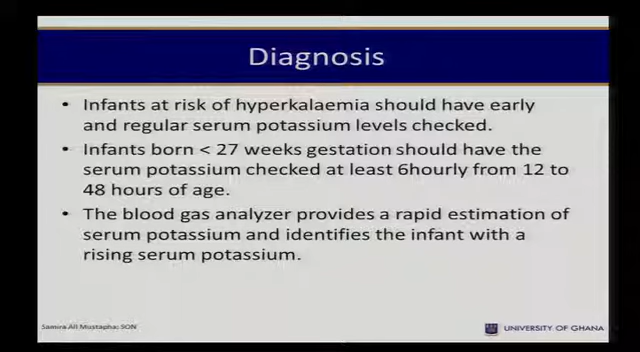 Diagnosis
• Infants at risk of hyperkalaemia should have early
and regular serum potassium levels checked.
• Infants born < 27 weeks gestation should have the
serum potassium checked at least 6hourly from 12 to
48 hours of age.
• The blood gas analyzer provides a rapid estimation of
serum potassium and identifies the infant with a
rising serum potassium.
Samira Ali Mustapha: SON
UNIVERSITY OF GHANA